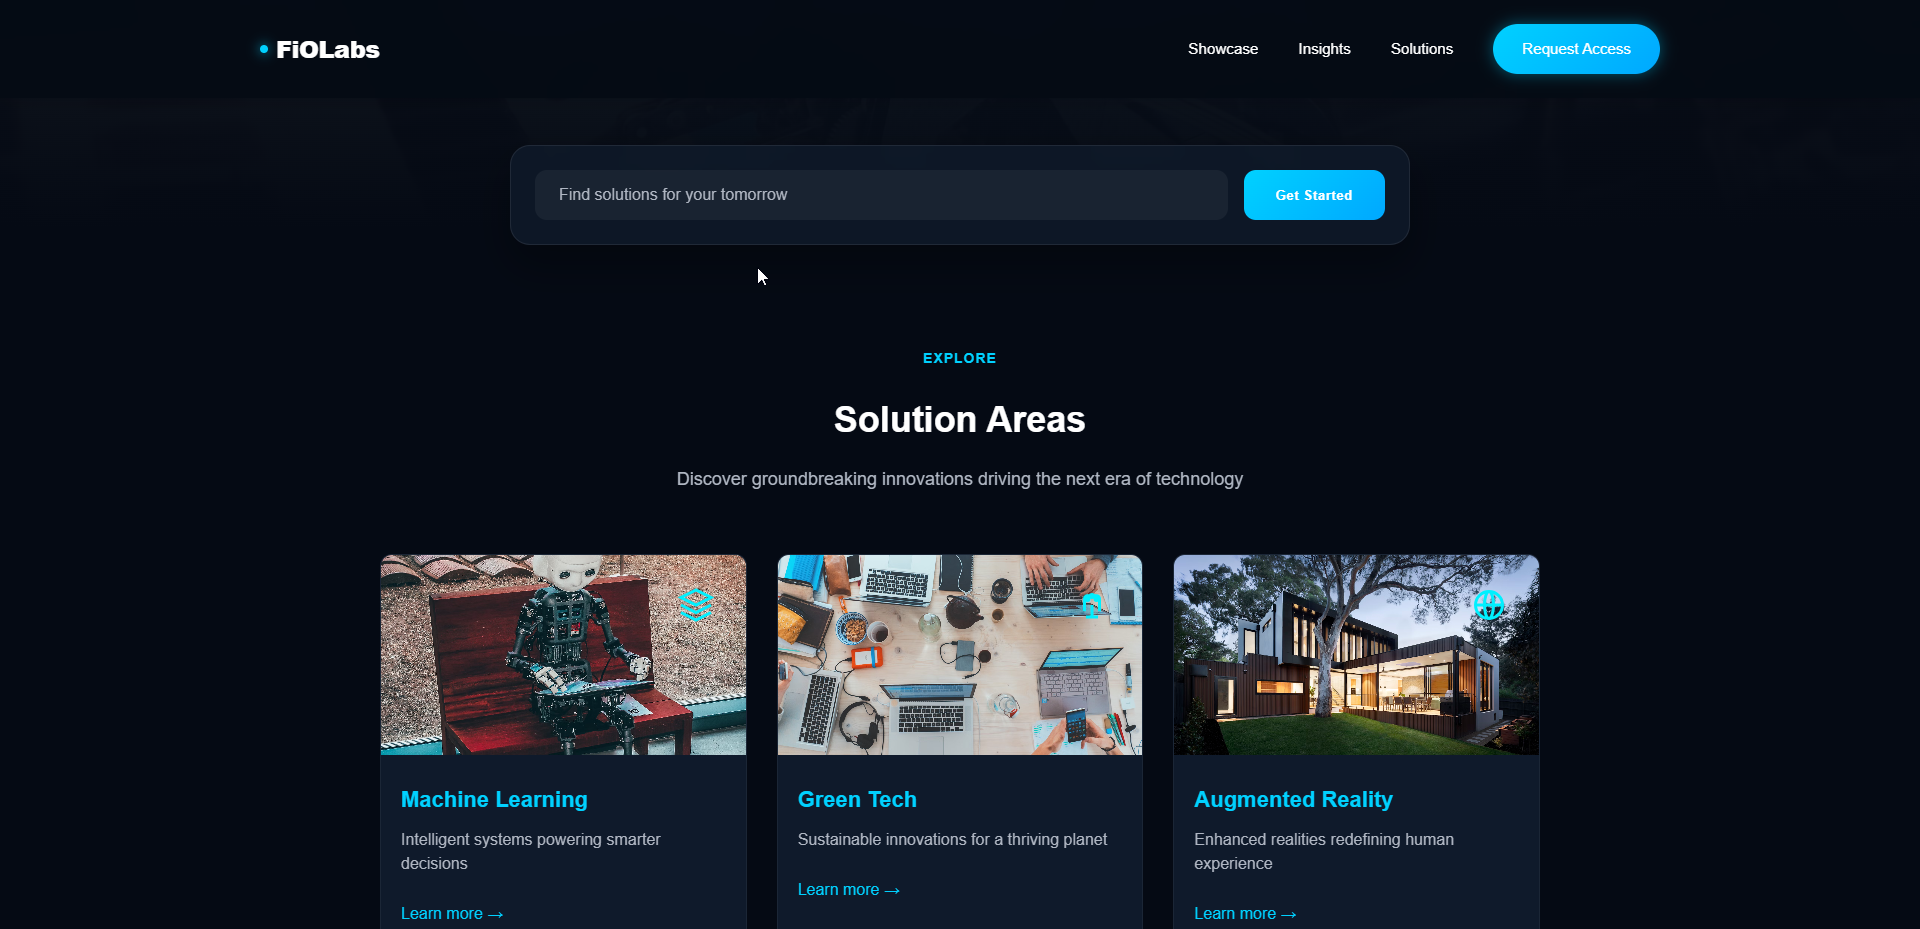 FiOLabs
Showcase
Insights
Solutions
Request Access
Find solutions for your tomorrow
Get Started
EXPLORE
Solution Areas
Discover groundbreaking innovations driving the next era of technology
Machine Learning
Intelligent systems powering smarter
decisions
Learn more →
Green Tech
Sustainable innovations for a thriving planet
Learn more →
Augmented Reality
Enhanced realities redefining human
experience
Learn more →